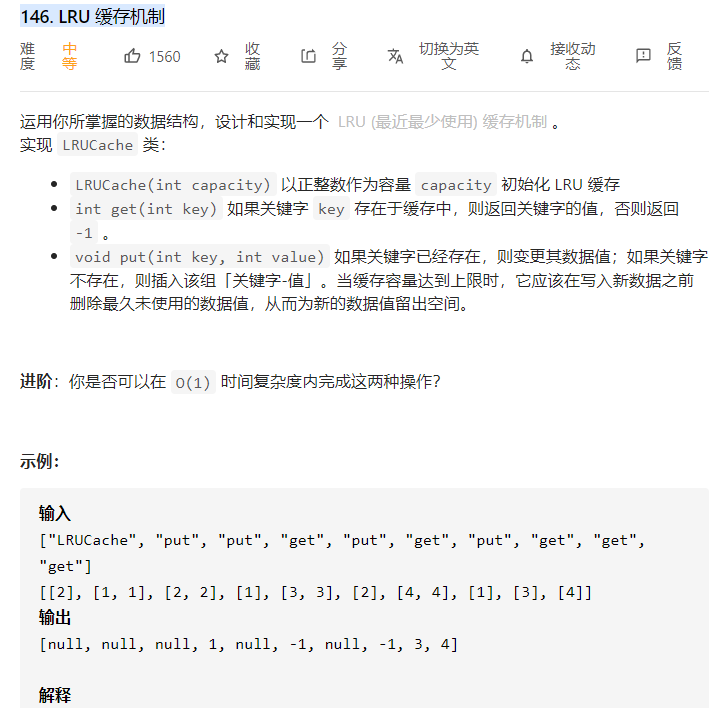 146. LRU 缓存机制
难度 中等 1560 收藏 分享 切换为英文 接收动态 反馈
运用你所掌握的数据结构，设计和实现一个 LRU (最近最少使用) 缓存机制 。
实现 LRUCache 类：
LRUCache(int capacity) 以正整数作为容量 capacity 初始化 LRU 缓存
int get(int key) 如果关键字 key 存在于缓存中，则返回关键字的值，否则返回
-1 。
void put(int key, int value) 如果关键字已经存在，则变更其数据值；如果关键字
不存在，则插入该组「关键字-值」。当缓存容量达到上限时，它应该在写入新数据之前
删除最久未使用的数据值，从而为新的数据值留出空间。
进阶：你是否可以在 O(1) 时间复杂度内完成这两种操作？
示例：
输入
["LRUCache", "put", "put", "get", "put", "get", "put", "get", "get",
"get"]
[[2], [1, 1], [2, 2], [1], [3, 3], [2], [4, 4], [1], [3], [4]]
输出
[null, null, null, 1, null, -1, null, -1, 3, 4]
解释